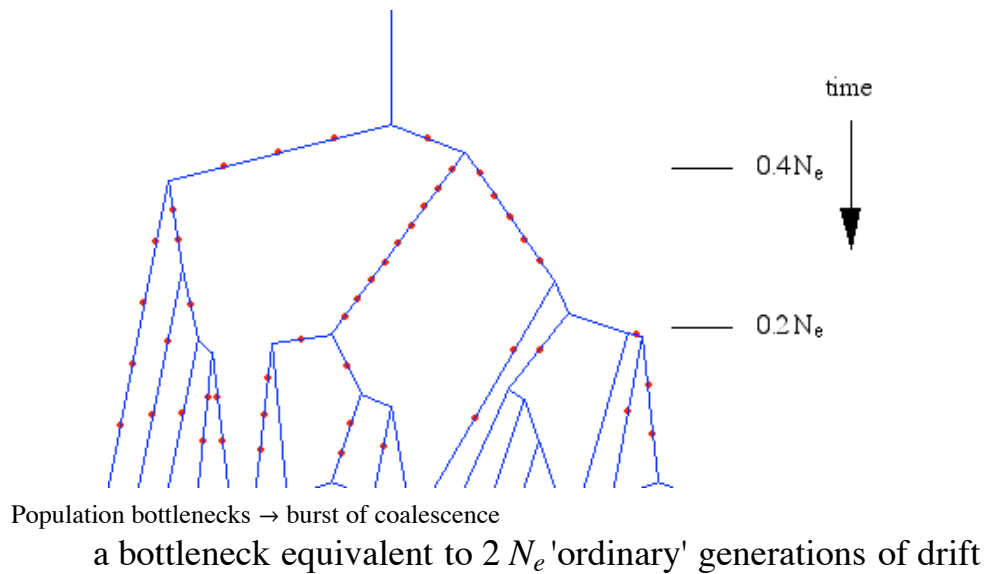 time
0.4Nₑ
0.2Nₑ
Population bottlenecks → burst of coalescence
a bottleneck equivalent to 2 Nₑ 'ordinary' generations of drift